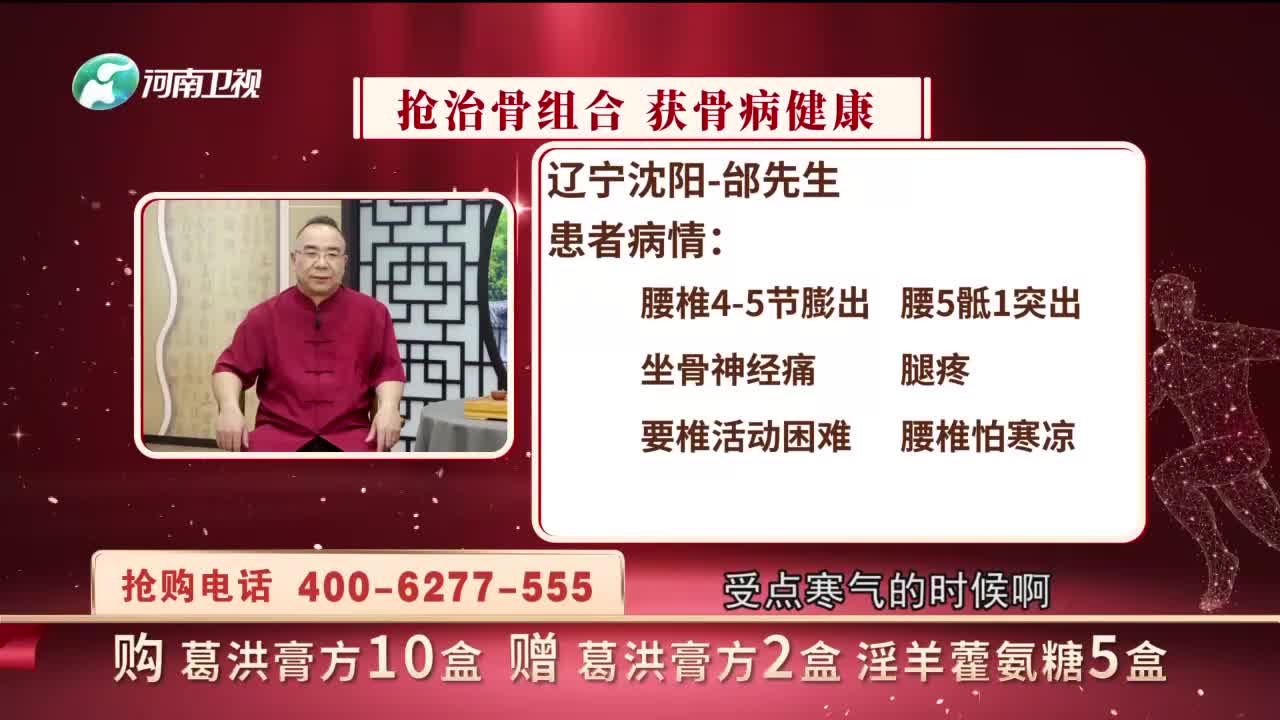 河南卫视
抢治骨组合 获骨病健康
辽宁沈阳-邰先生
患者病情：
腰椎4-5节膨出 腰5骶1突出
坐骨神经痛 腿疼
要椎活动困难 腰椎怕寒凉
抢购电话 400-6277-555
受点寒气的时候啊
购 葛洪膏方10盒 赠 葛洪膏方2盒 淫羊藿氨糖5盒